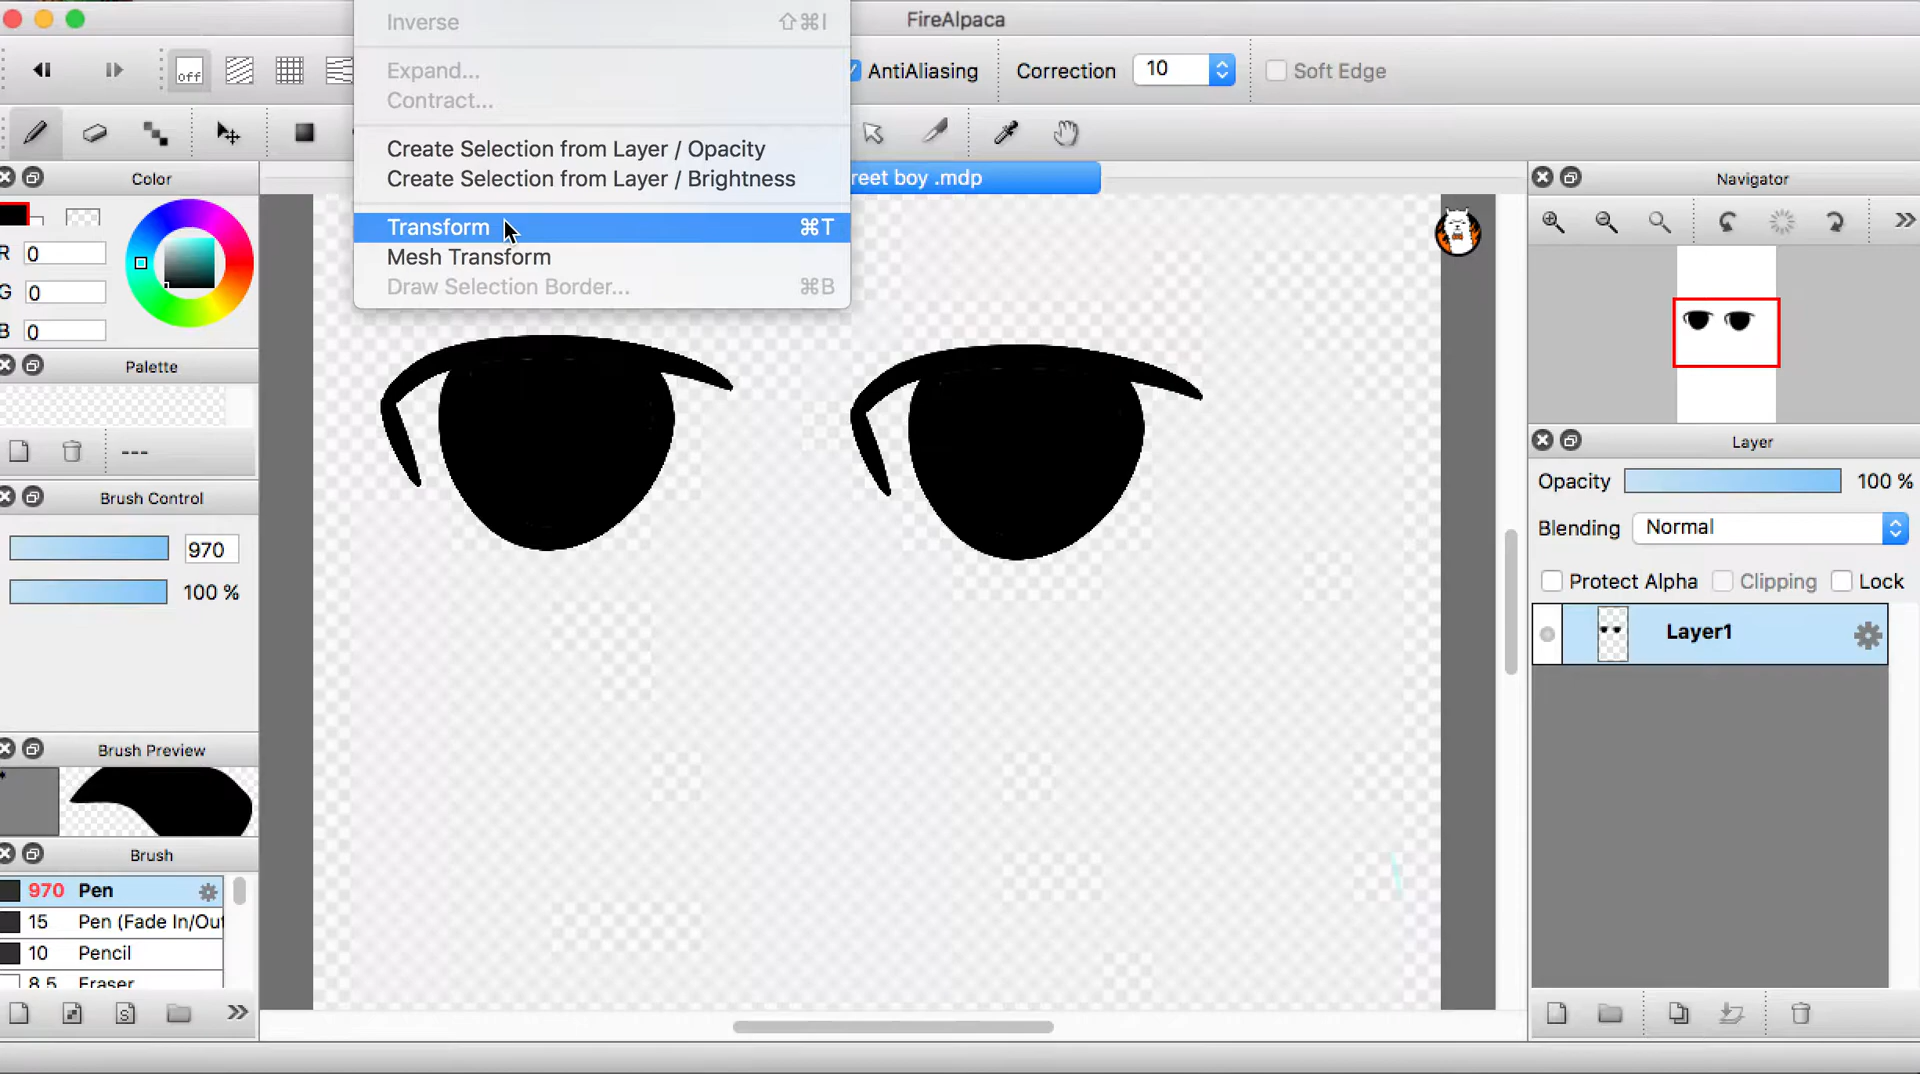 FireAlpaca
Inverse ⇧⌘I
Expand...
Contract...
Create Selection from Layer / Opacity
Create Selection from Layer / Brightness
Transform ⌘T
Mesh Transform
Draw Selection Border... ⌘B
off
AntiAliasing
Correction 10
Soft Edge
reet boy .mdp
Color
R 0
G 0
B 0
Palette
---
Brush Control
970
100 %
Brush Preview
Brush
970 Pen
15 Pen (Fade In/Out
10 Pencil
8.5 Eraser
Navigator
Layer
Opacity 100 %
Blending Normal
Protect Alpha Clipping Lock
Layer1